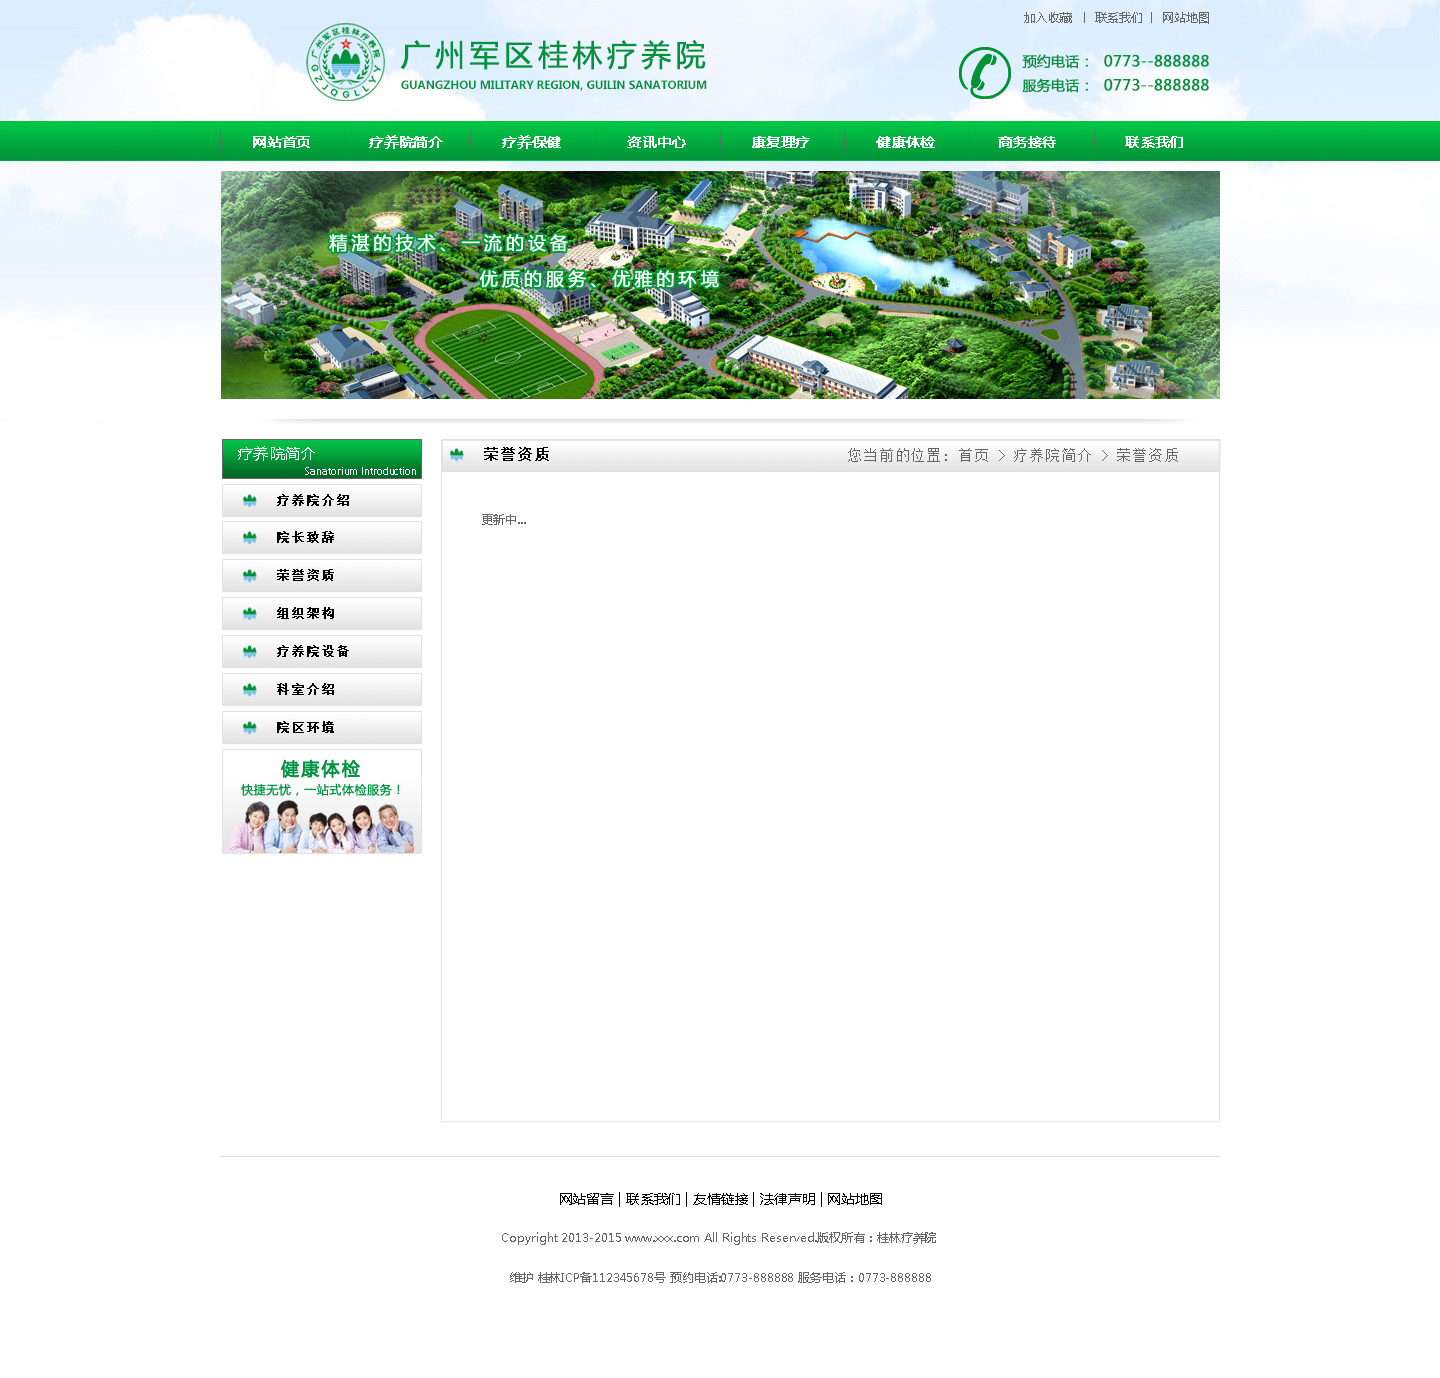 加入收藏 | 联系我们 | 网站地图
广州军区桂林疗养院
GZJQGLLYY
广州军区桂林疗养院
GUANGZHOU MILITARY REGION, GUILIN SANATORIUM
预约电话： 0773--888888
服务电话： 0773--888888
网站首页 疗养院简介 疗养保健 资讯中心 康复理疗 健康体检 商务接待 联系我们
精湛的技术、一流的设备
优质的服务、优雅的环境
疗养院简介
Sanatorium Introduction
疗养院介绍
院长致辞
荣誉资质
组织架构
疗养院设备
科室介绍
院区环境
健康体检
快捷无忧，一站式体检服务！
荣誉资质
您当前的位置：首页 > 疗养院简介 > 荣誉资质
更新中...
网站留言 | 联系我们 | 友情链接 | 法律声明 | 网站地图
Copyright 2013-2015 www.xxx.com All Rights Reserved.版权所有：桂林疗养院
维护 桂林ICP备112345678号 预约电话:0773-888888 服务电话：0773-888888